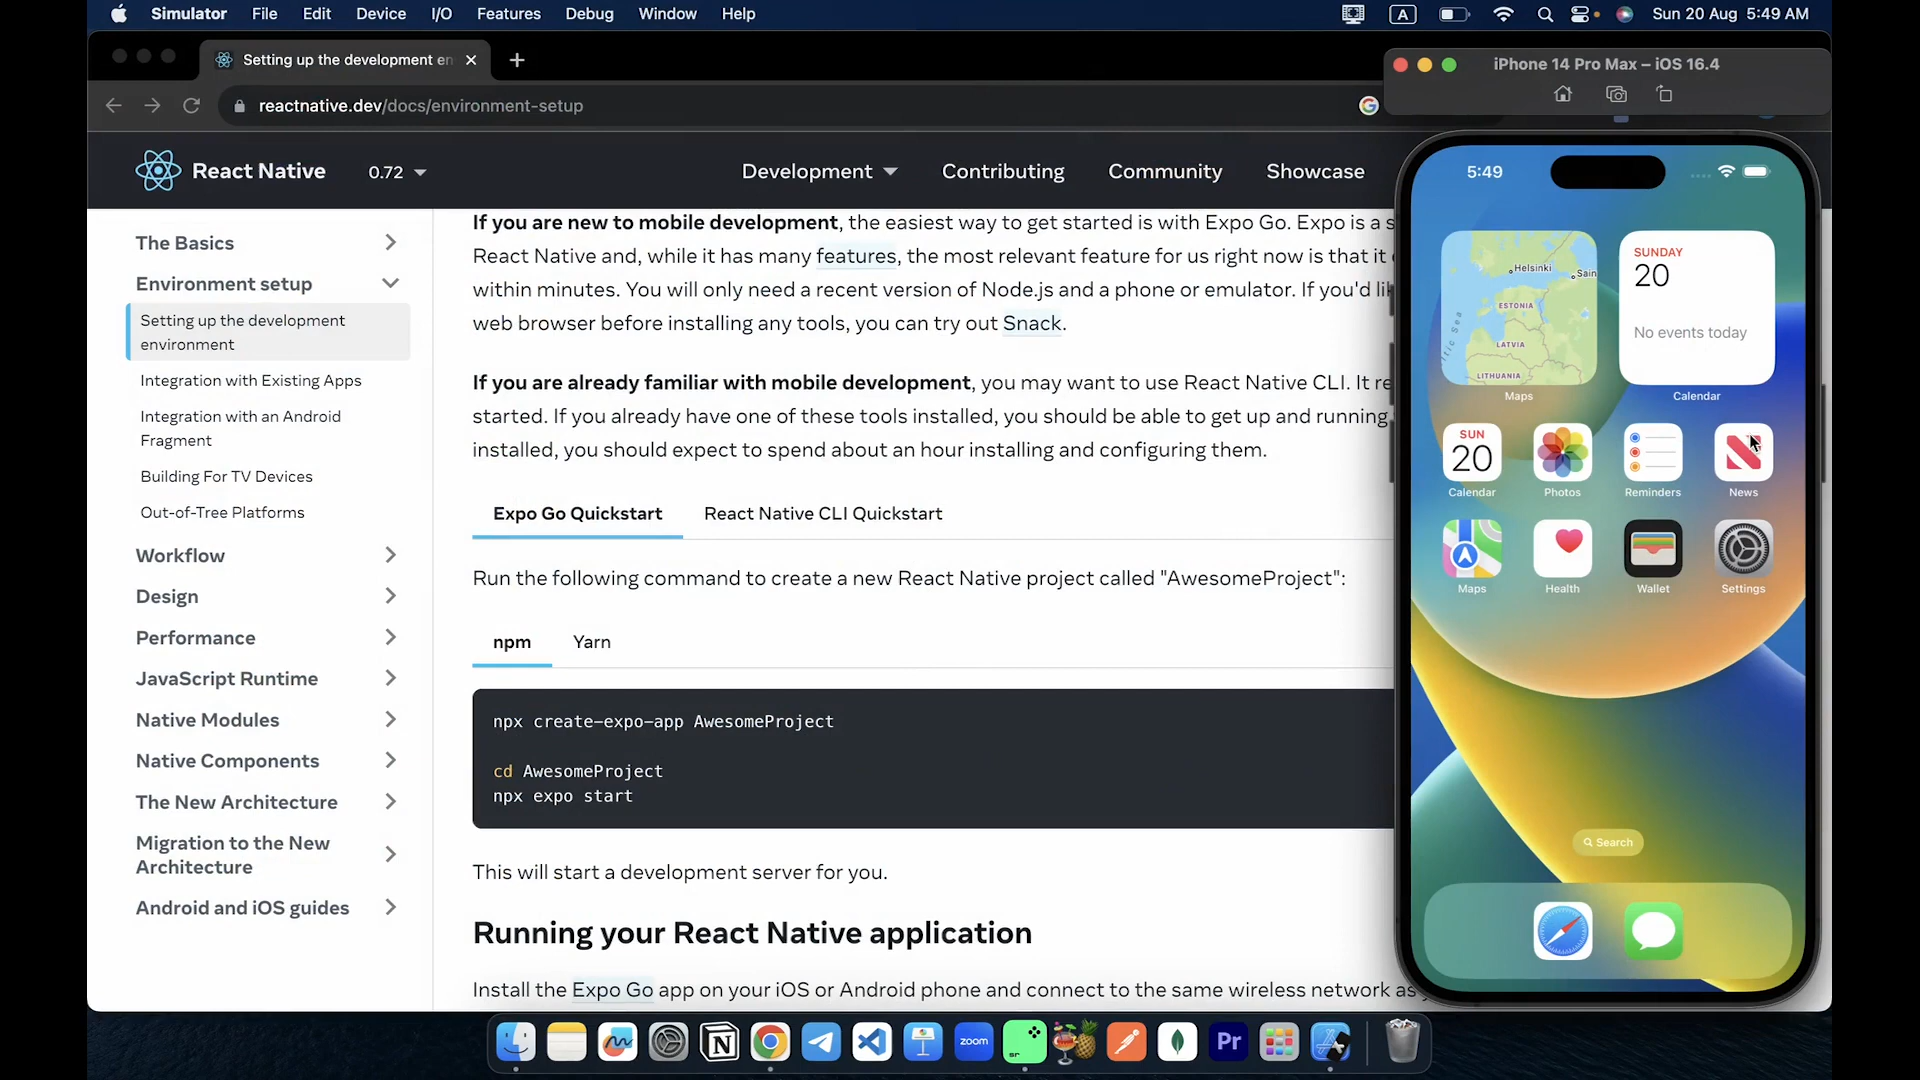 Simulator File Edit Device I/O Features Debug Window Help A Sun 20 Aug 5:49 AM
Setting up the development en
iPhone 14 Pro Max – iOS 16.4
reactnative.dev/docs/environment-setup
React Native 0.72 Development Contributing Community Showcase
The Basics
Environment setup
Setting up the development
environment
Integration with Existing Apps
Integration with an Android
Fragment
Building For TV Devices
Out-of-Tree Platforms
Workflow
Design
Performance
JavaScript Runtime
Native Modules
Native Components
The New Architecture
Migration to the New
Architecture
Android and iOS guides
If you are new to mobile development, the easiest way to get started is with Expo Go. Expo is a s
React Native and, while it has many features, the most relevant feature for us right now is that it
within minutes. You will only need a recent version of Node.js and a phone or emulator. If you'd li
web browser before installing any tools, you can try out Snack.
If you are already familiar with mobile development, you may want to use React Native CLI. It re
started. If you already have one of these tools installed, you should be able to get up and running
installed, you should expect to spend about an hour installing and configuring them.
Expo Go Quickstart React Native CLI Quickstart
Run the following command to create a new React Native project called "AwesomeProject":
npm Yarn
npx create-expo-app AwesomeProject
cd AwesomeProject
npx expo start
This will start a development server for you.
Running your React Native application
Install the Expo Go app on your iOS or Android phone and connect to the same wireless network as
5:49
Helsinki
Sain
ESTONIA
ltic Sea
LATVIA
LITHUANIA
Maps
SUNDAY
20
No events today
Calendar
SUN
20
Calendar Photos Reminders News
Maps Health Wallet Settings
Search
N zoom sr Pr